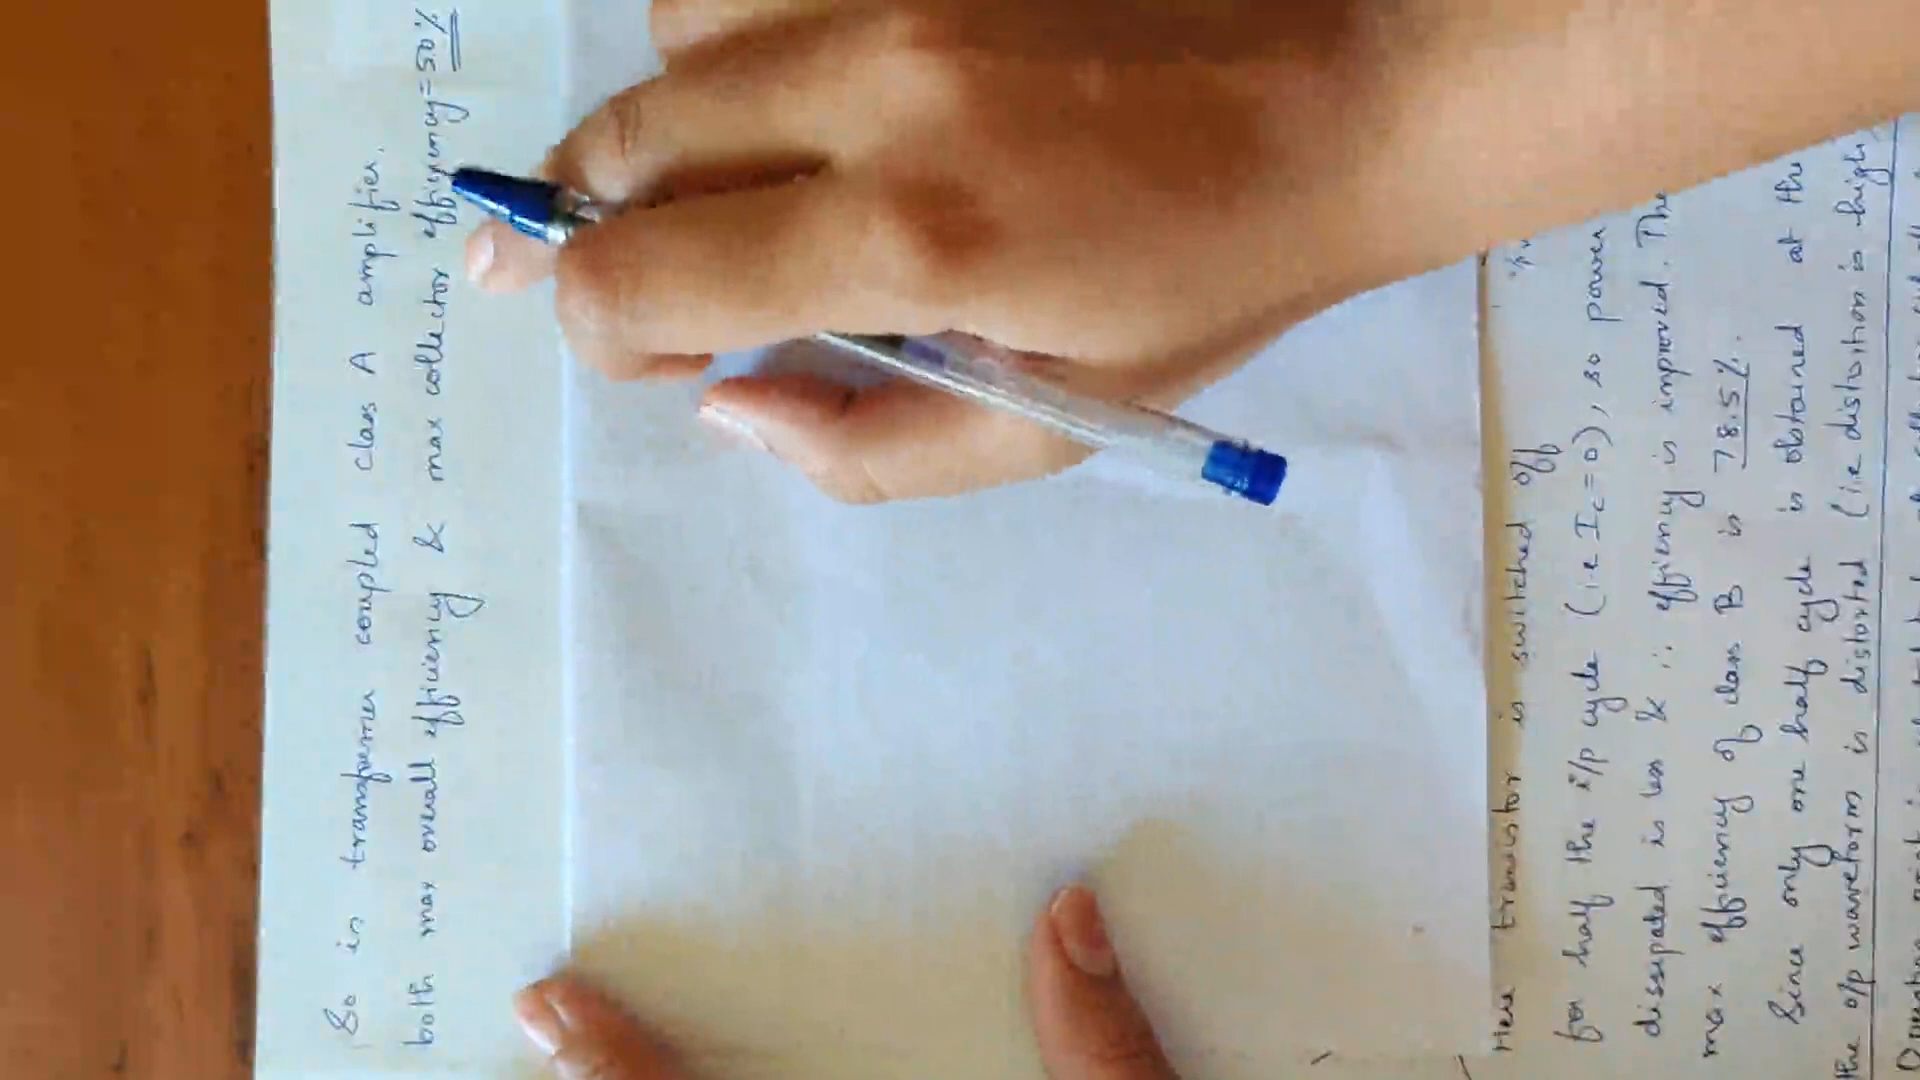 So in transformer coupled class A amplifier.
both max overall efficiency & max collector efficiency = 50%
Here transistor is switched off
for half the i/p cycle (i.e Ic = 0), so power
dissipated is less & ∴ efficiency is improved. The
max efficiency of class B is 78.5%.
Since only one half cycle is obtained at the
the o/p waveform is distorted (i.e distortion is high